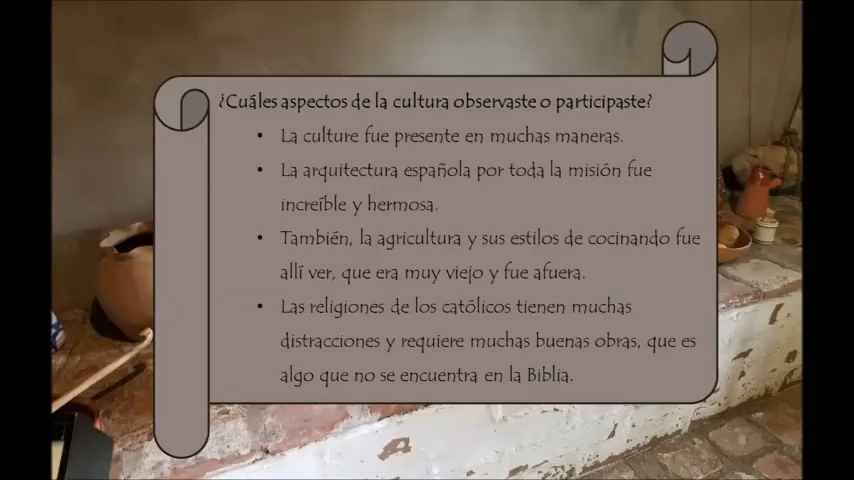 ¿Cuáles aspectos de la cultura observaste o participaste?
• La culture fue presente en muchas maneras.
• La arquitectura española por toda la misión fue
increíble y hermosa.
• También, la agricultura y sus estilos de cocinando fue
allí ver, que era muy viejo y fue afuera.
• Las religiones de los católicos tienen muchas
distracciones y requiere muchas buenas obras, que es
algo que no se encuentra en la Biblia.